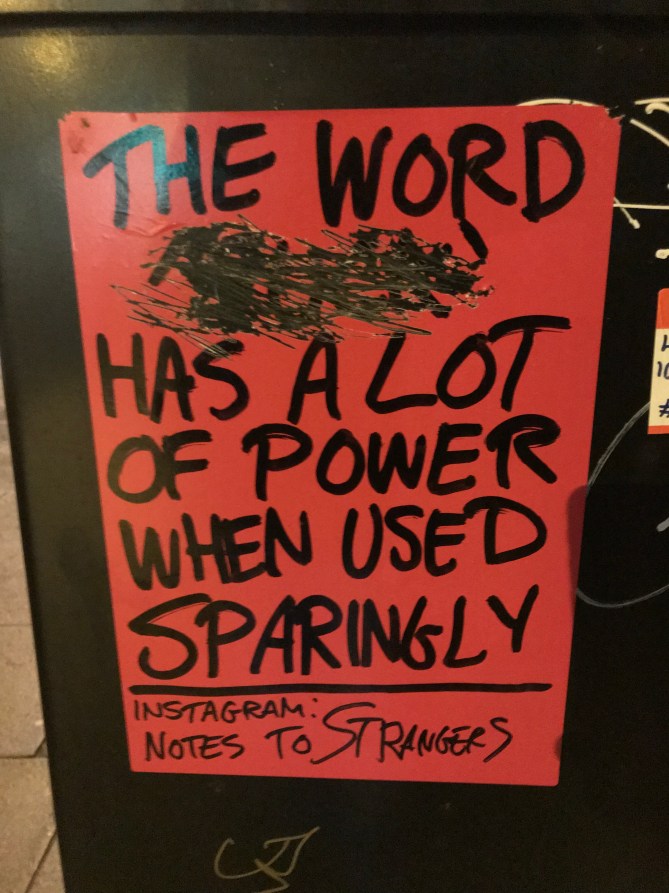 THE WORD
HAS A LOT
OF POWER
WHEN USED
SPARINGLY
INSTAGRAM:
NOTES TO STRANGERS